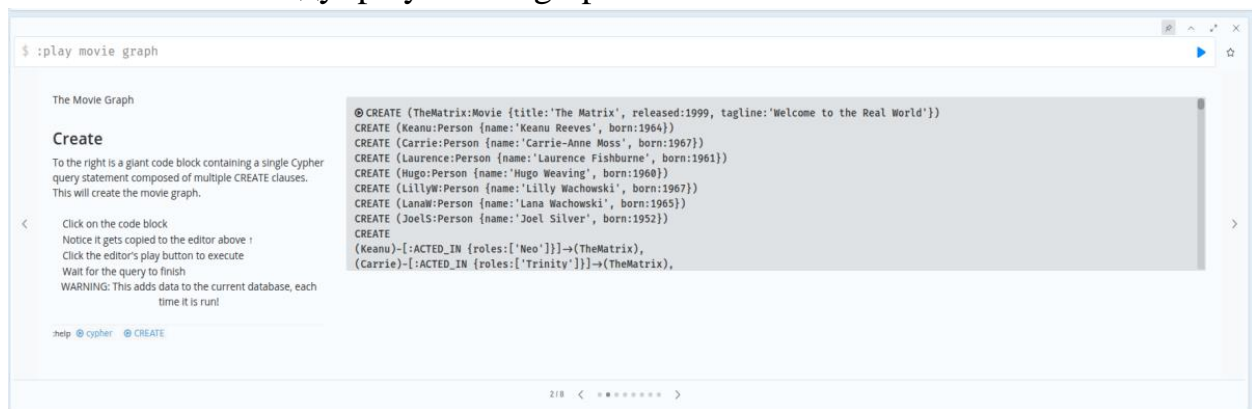 :play movie graph
$ :play movie graph
The Movie Graph
Create
To the right is a giant code block containing a single Cypher
query statement composed of multiple CREATE clauses.
This will create the movie graph.
Click on the code block
Notice it gets copied to the editor above ↑
Click the editor's play button to execute
Wait for the query to finish
WARNING: This adds data to the current database, each
time it is run!
:help cypher CREATE
CREATE (TheMatrix:Movie {title:'The Matrix', released:1999, tagline:'Welcome to the Real World'})
CREATE (Keanu:Person {name:'Keanu Reeves', born:1964})
CREATE (Carrie:Person {name:'Carrie-Anne Moss', born:1967})
CREATE (Laurence:Person {name:'Laurence Fishburne', born:1961})
CREATE (Hugo:Person {name:'Hugo Weaving', born:1960})
CREATE (LillyW:Person {name:'Lilly Wachowski', born:1967})
CREATE (LanaW:Person {name:'Lana Wachowski', born:1965})
CREATE (JoelS:Person {name:'Joel Silver', born:1952})
CREATE
(Keanu)-[:ACTED_IN {roles:['Neo']}]→(TheMatrix),
(Carrie)-[:ACTED_IN {roles:['Trinity']}]→(TheMatrix),
2/8